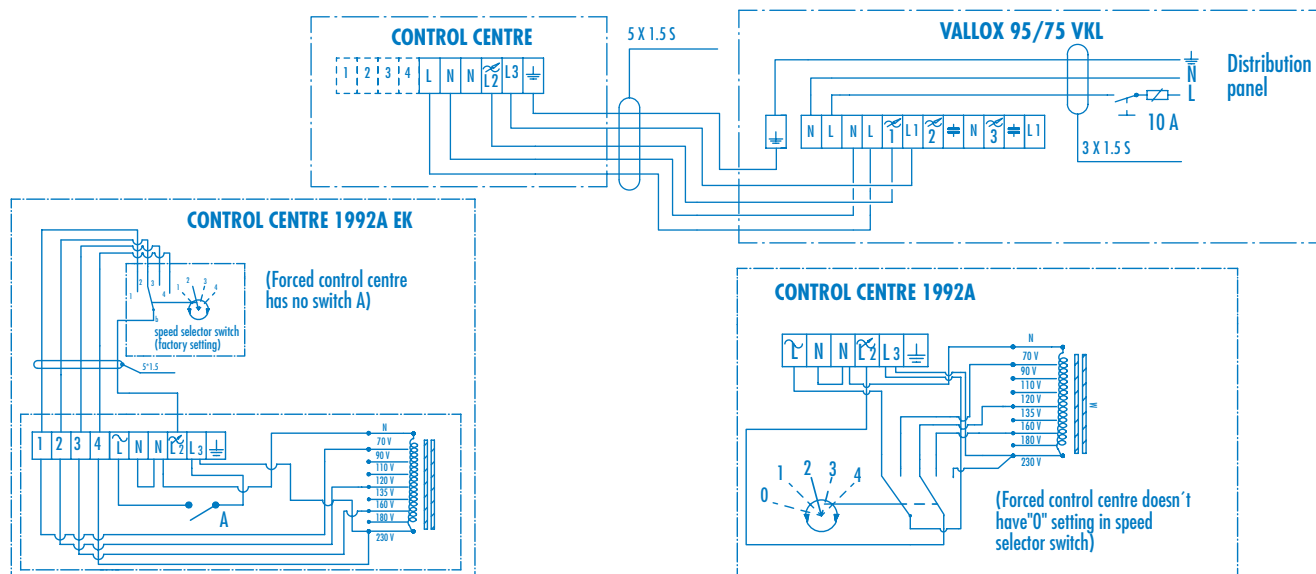 CONTROL CENTRE
1 2 3 4 L N N L2 L3
5 X 1.5 S
VALLOX 95/75 VKL
N
L
Distribution
panel
10 A
3 X 1.5 S
N L N L 1 L1 2 N 3 L1
CONTROL CENTRE 1992A EK
(Forced control centre
has no switch A)
1 2 3 4
1 2 3 4
speed selector switch
(factory setting)
5*1.5
1 2 3 4 L N N L2 L3
A
N
70 V
90 V
110 V
120 V
135 V
160 V
180 V
230 V
CONTROL CENTRE 1992A
L N N L2 L3
N
70 V
90 V
110 V
120 V
135 V
160 V
180 V
230 V
0 1 2 3 4
(Forced control centre doesn´t
have"0" setting in speed
selector switch)